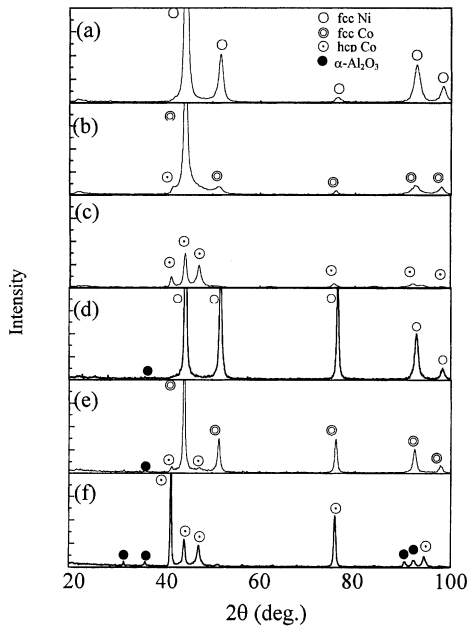 (a)
fcc Ni
fcc Co
hcp Co
α-Al₂O₃
(b)
(c)
(d)
(e)
(f)
Intensity
20 40 60 80 100
2θ (deg.)